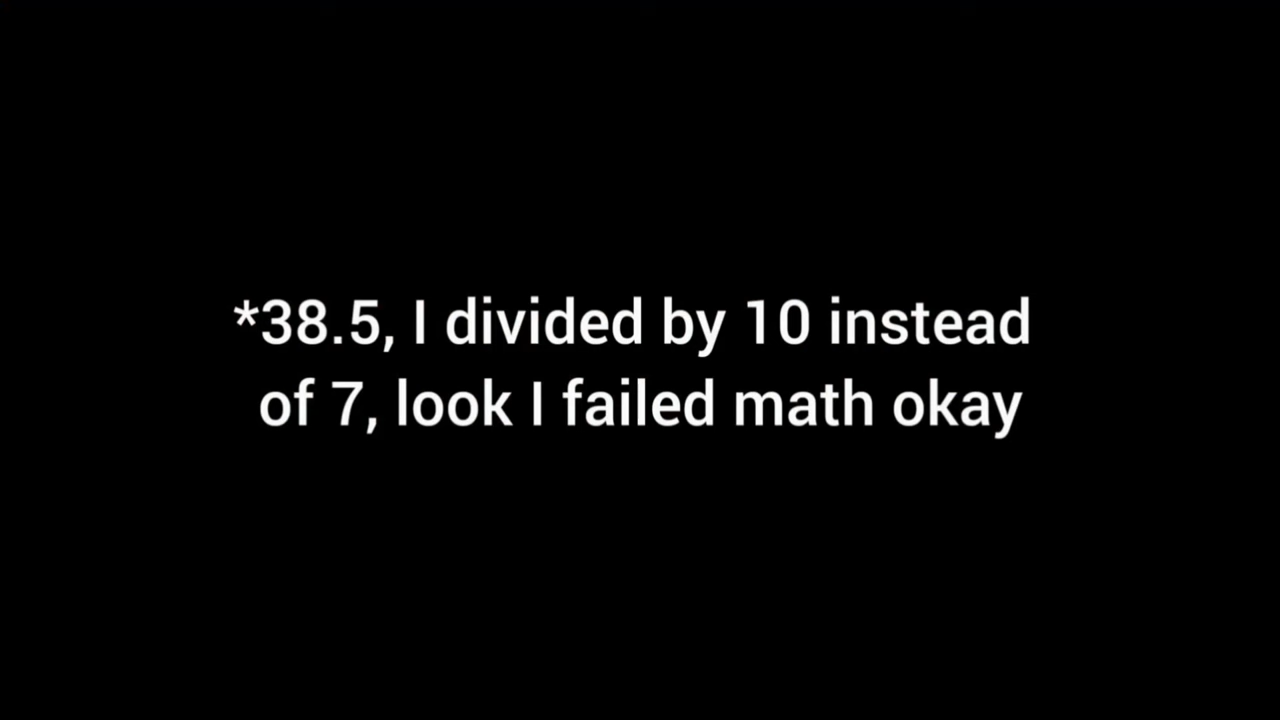 *38.5, I divided by 10 instead
of 7, look I failed math okay